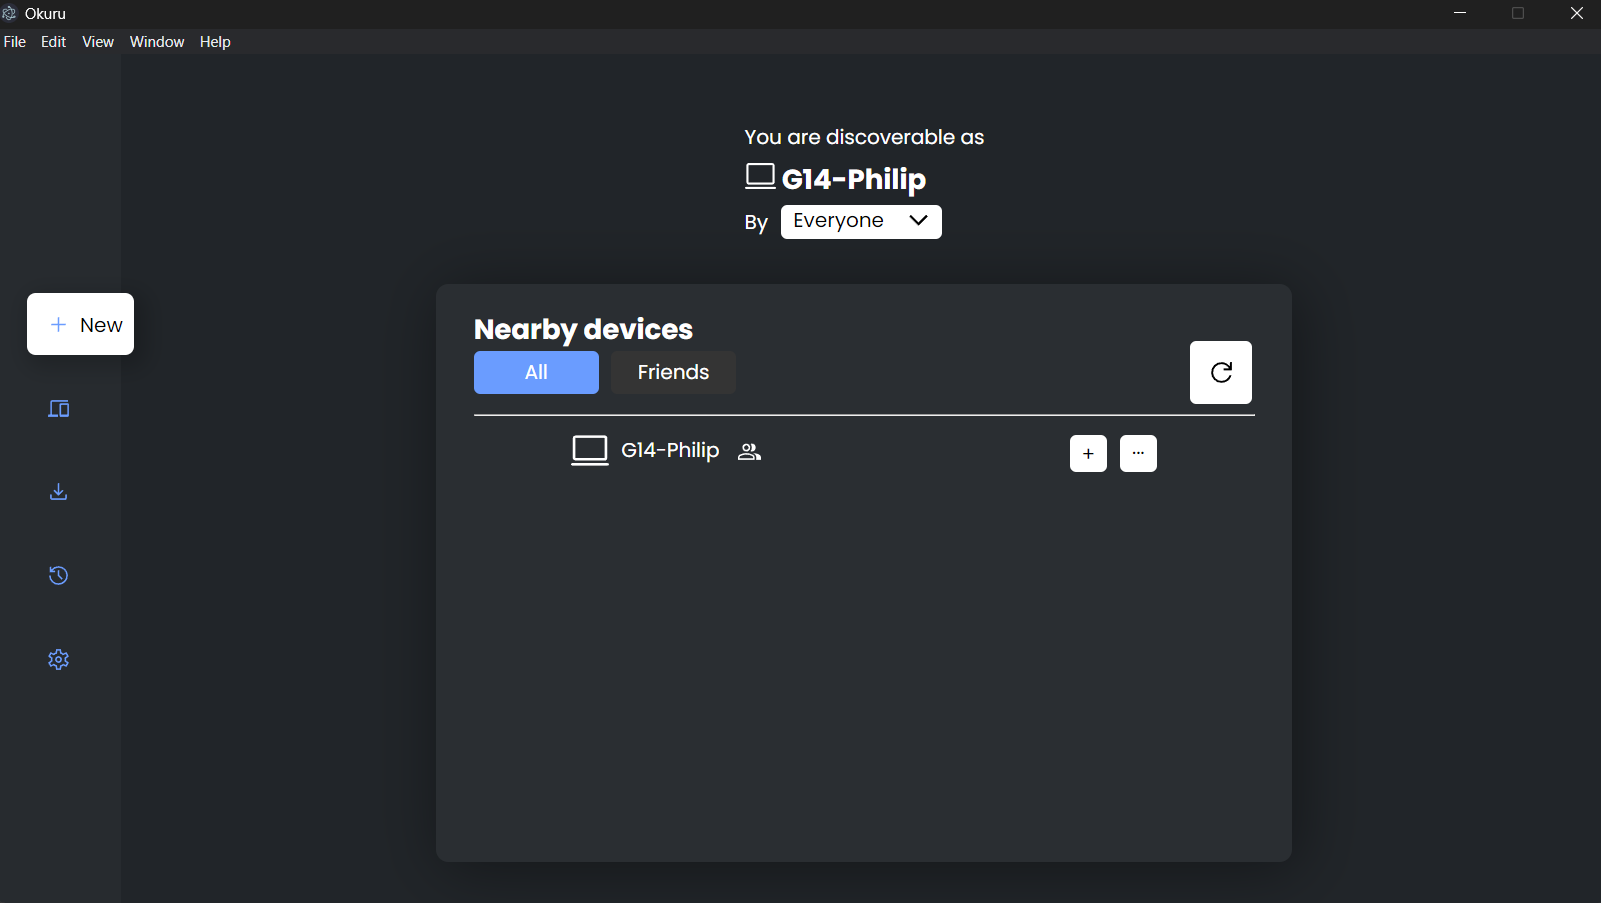 Okuru
File Edit View Window Help
You are discoverable as
G14-Philip
By Everyone
New
Nearby devices
All Friends
G14-Philip + ...